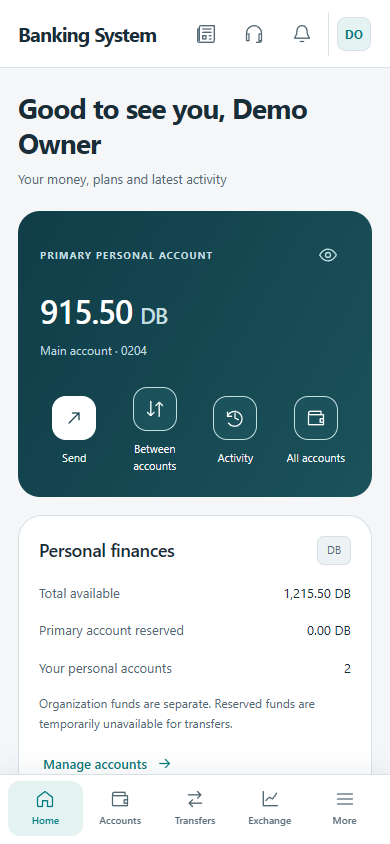 Banking System
DO
Good to see you, Demo
Owner
Your money, plans and latest activity
PRIMARY PERSONAL ACCOUNT
915.50 DB
Main account · 0204
Send
Between
accounts
Activity
All accounts
Personal finances
DB
Total available 1,215.50 DB
Primary account reserved 0.00 DB
Your personal accounts 2
Organization funds are separate. Reserved funds are
temporarily unavailable for transfers.
Manage accounts
Home
Accounts
Transfers
Exchange
More